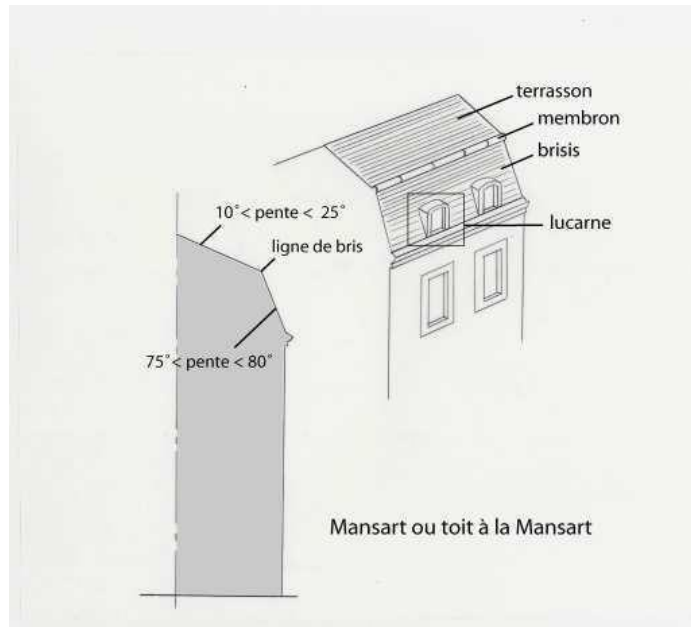 terrasson
membron
brisis
lucarne
10°< pente < 25°
ligne de bris
75°< pente < 80°
Mansart ou toit à la Mansart